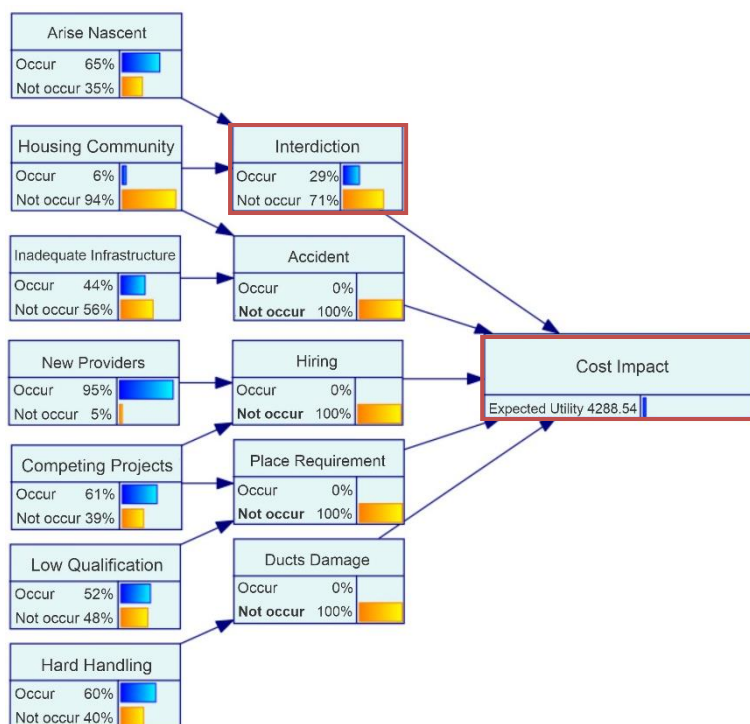 Arise Nascent
Occur 65%
Not occur 35%
Housing Community
Occur 6%
Not occur 94%
Interdiction
Occur 29%
Not occur 71%
Inadequate Infrastructure
Occur 44%
Not occur 56%
Accident
Occur 0%
Not occur 100%
New Providers
Occur 95%
Not occur 5%
Hiring
Occur 0%
Not occur 100%
Cost Impact
Expected Utility 4288.54
Competing Projects
Occur 61%
Not occur 39%
Place Requirement
Occur 0%
Not occur 100%
Low Qualification
Occur 52%
Not occur 48%
Ducts Damage
Occur 0%
Not occur 100%
Hard Handling
Occur 60%
Not occur 40%